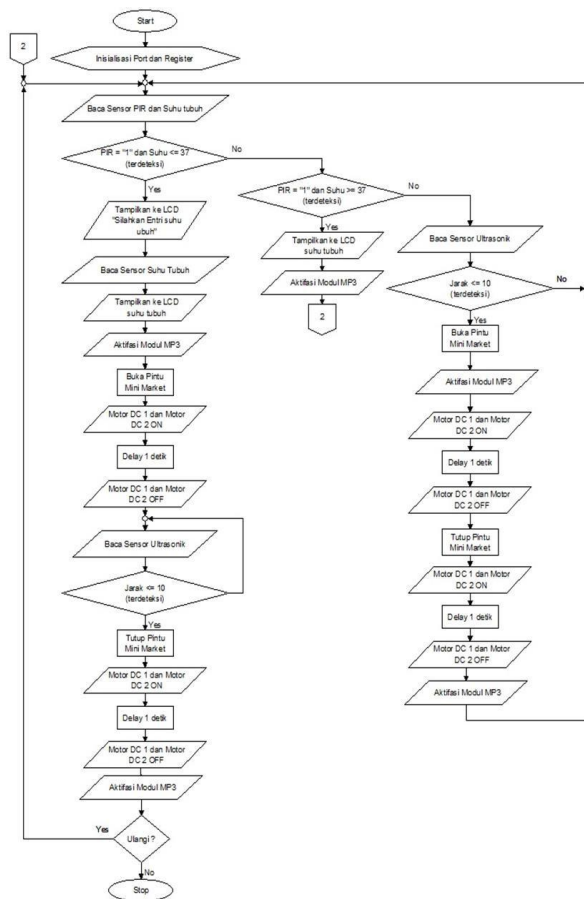 Start
2
Inisialisasi Port dan Register
Baca Sensor PIR dan Suhu tubuh
PIR = "1" dan Suhu <= 37
(terdeteksi)
No
Yes
Tampilkan ke LCD
"Silahkan Entri suhu
ubuh"
Baca Sensor Suhu Tubuh
Tampilkan ke LCD
suhu tubuh
Aktifasi Modul MP3
Buka Pintu
Mini Market
Motor DC 1 dan Motor
DC 2 ON
Delay 1 detik
Motor DC 1 dan Motor
DC 2 OFF
Baca Sensor Ultrasonik
Jarak <= 10
(terdeteksi)
Yes
Tutup Pintu
Mini Market
Motor DC 1 dan Motor
DC 2 ON
Delay 1 detik
Motor DC 1 dan Motor
DC 2 OFF
Aktifasi Modul MP3
Yes
Ulangi ?
No
Stop
PIR = "1" dan Suhu >= 37
(terdeteksi)
No
Yes
Tampilkan ke LCD
suhu tubuh
Aktifasi Modul MP3
2
Baca Sensor Ultrasonik
Jarak <= 10
(terdeteksi)
No
Yes
Buka Pintu
Mini Market
Aktifasi Modul MP3
Motor DC 1 dan Motor
DC 2 ON
Delay 1 detik
Motor DC 1 dan Motor
DC 2 OFF
Tutup Pintu
Mini Market
Motor DC 1 dan Motor
DC 2 ON
Delay 1 detik
Motor DC 1 dan Motor
DC 2 OFF
Aktifasi Modul MP3